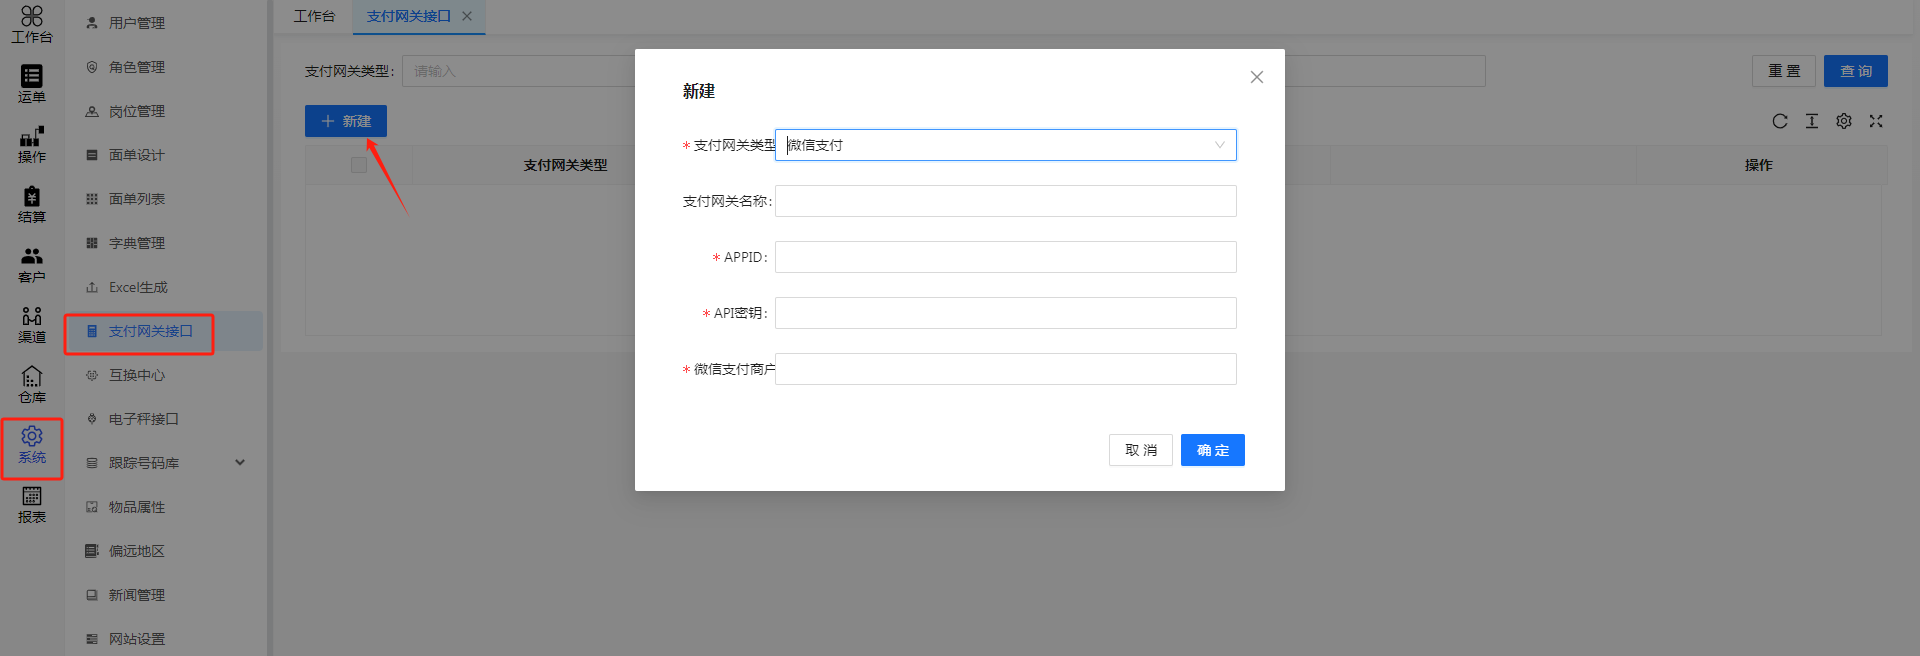 工作台
运单
操作
结算
客户
渠道
仓库
系统
报表
用户管理
角色管理
岗位管理
面单设计
面单列表
字典管理
Excel生成
支付网关接口
互换中心
电子秤接口
跟踪号码库
物品属性
偏远地区
新闻管理
网站设置
工作台 支付网关接口
支付网关类型: 请输入
重 置 查 询
新建
支付网关类型 操作
新建
* 支付网关类型 微信支付
支付网关名称:
* APPID:
* API密钥:
* 微信支付商户
取 消 确 定